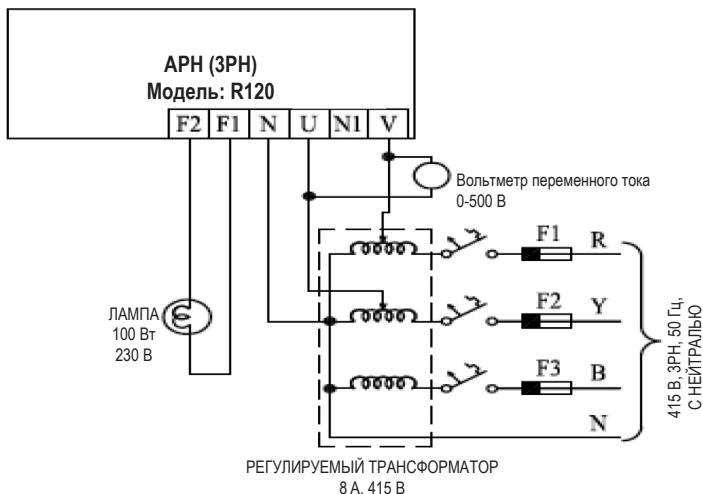 АРН (3PH)
Модель: R120
F2 F1 N U N1 V
Вольтметр переменного тока
0-500 В
F1 R
F2 Y
F3 B
N
ЛАМПА
100 Вт
230 В
415 В, 3PH, 50 Гц,
С НЕЙТРАЛЬЮ
РЕГУЛИРУЕМЫЙ ТРАНСФОРМАТОР
8 А, 415 В